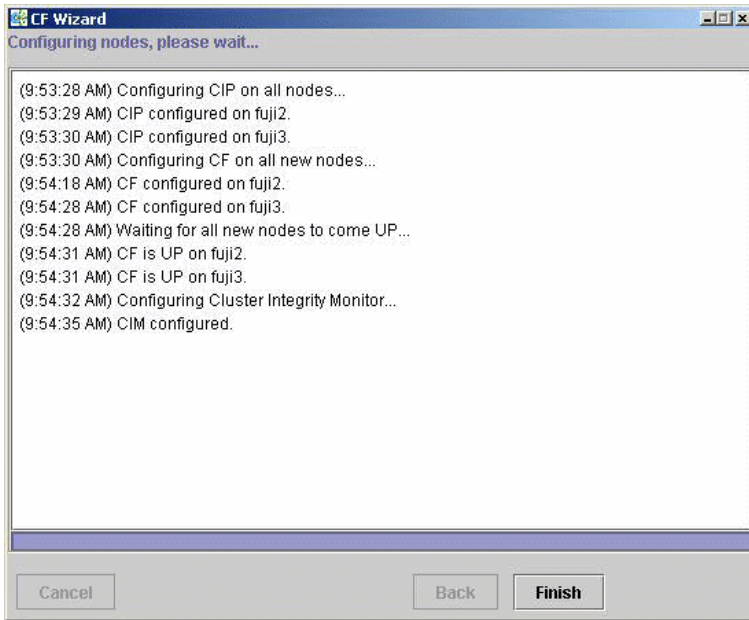 CF Wizard
Configuring nodes, please wait...
(9:53:28 AM) Configuring CIP on all nodes...
(9:53:29 AM) CIP configured on fuji2.
(9:53:30 AM) CIP configured on fuji3.
(9:53:30 AM) Configuring CF on all new nodes...
(9:54:18 AM) CF configured on fuji2.
(9:54:28 AM) CF configured on fuji3.
(9:54:28 AM) Waiting for all new nodes to come UP...
(9:54:31 AM) CF is UP on fuji2.
(9:54:31 AM) CF is UP on fuji3.
(9:54:32 AM) Configuring Cluster Integrity Monitor...
(9:54:35 AM) CIM configured.
Cancel Back Finish